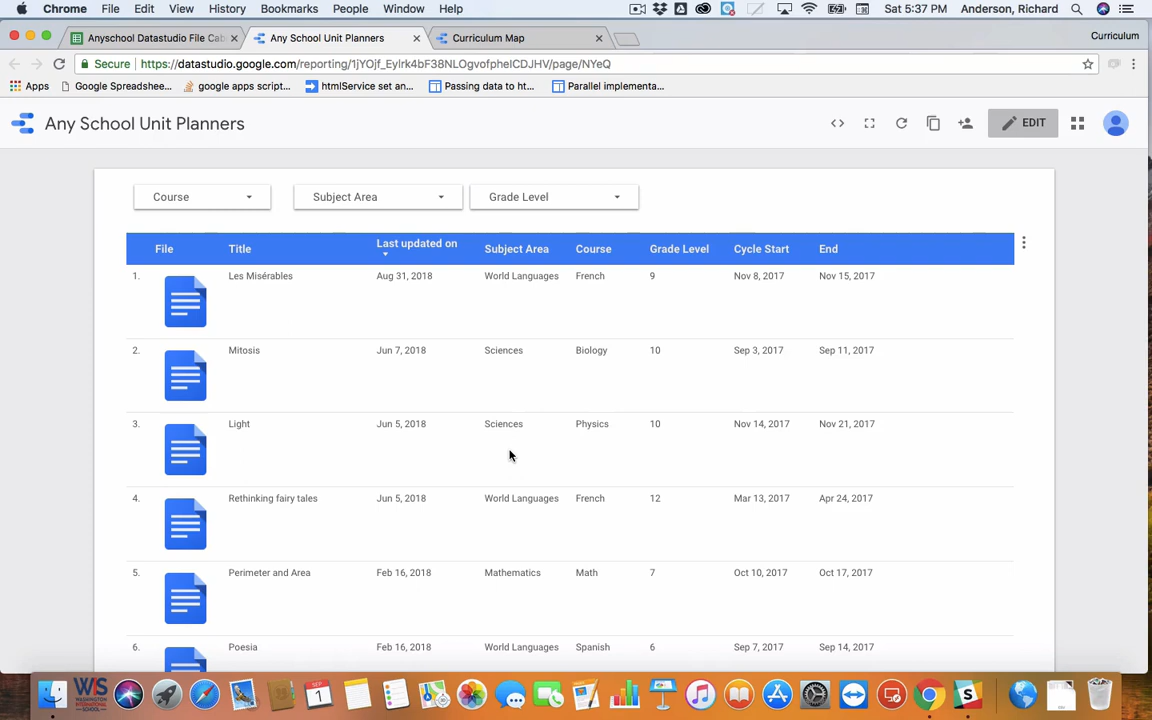 Chrome File Edit View History Bookmarks People Window Help Sat 5:37 PM Anderson, Richard
Anyschool Datastudio File Cab Any School Unit Planners Curriculum Map Curriculum
Secure https://datastudio.google.com/reporting/1jYOjf_Eylrk4bF38NLOgvofpheICDJHV/page/NYeQ
Apps Google Spreadshee... google apps script... htmlService set an... Passing data to ht... Parallel implementa...
Any School Unit Planners EDIT
Course Subject Area Grade Level
File Title Last updated on Subject Area Course Grade Level Cycle Start End
1. Les Misérables Aug 31, 2018 World Languages French 9 Nov 8, 2017 Nov 15, 2017
2. Mitosis Jun 7, 2018 Sciences Biology 10 Sep 3, 2017 Sep 11, 2017
3. Light Jun 5, 2018 Sciences Physics 10 Nov 14, 2017 Nov 21, 2017
4. Rethinking fairy tales Jun 5, 2018 World Languages French 12 Mar 13, 2017 Apr 24, 2017
5. Perimeter and Area Feb 16, 2018 Mathematics Math 7 Oct 10, 2017 Oct 17, 2017
6. Poesia Feb 16, 2018 World Languages Spanish 6 Sep 7, 2017 Sep 14, 2017
WIS
WASHINGTON
INTERNATIONAL
SCHOOL
SEP
1